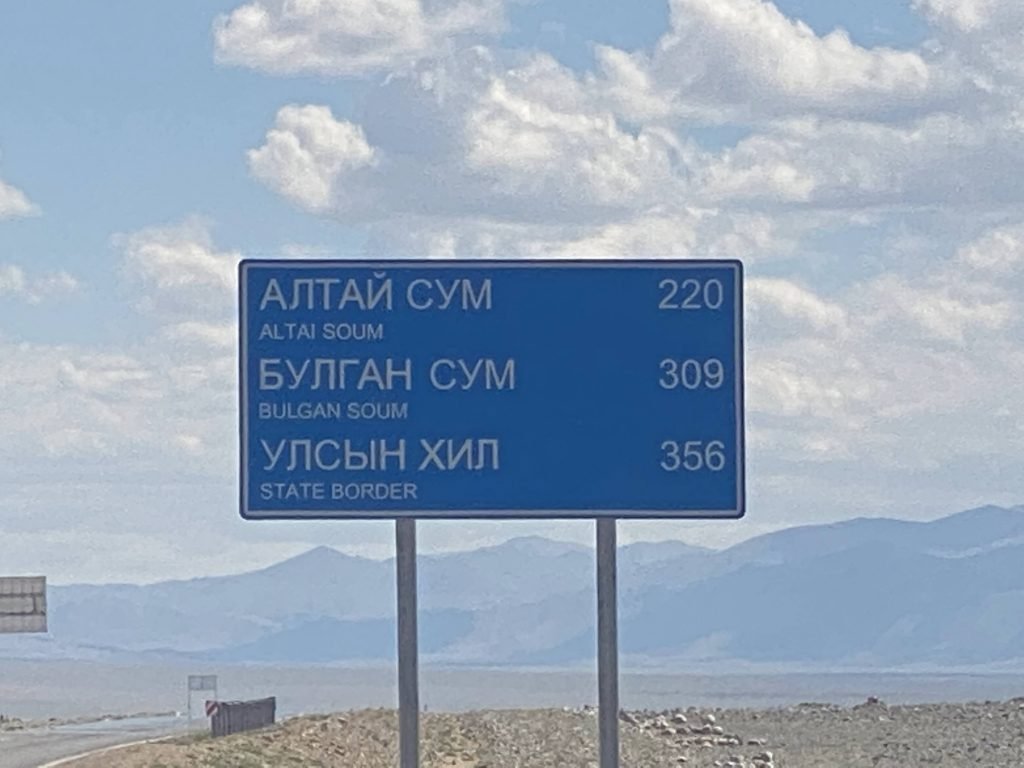 АЛТАЙ СУМ 220
ALTAI SOUM
БУЛГАН СУМ 309
BULGAN SOUM
УЛСЫН ХИЛ 356
STATE BORDER